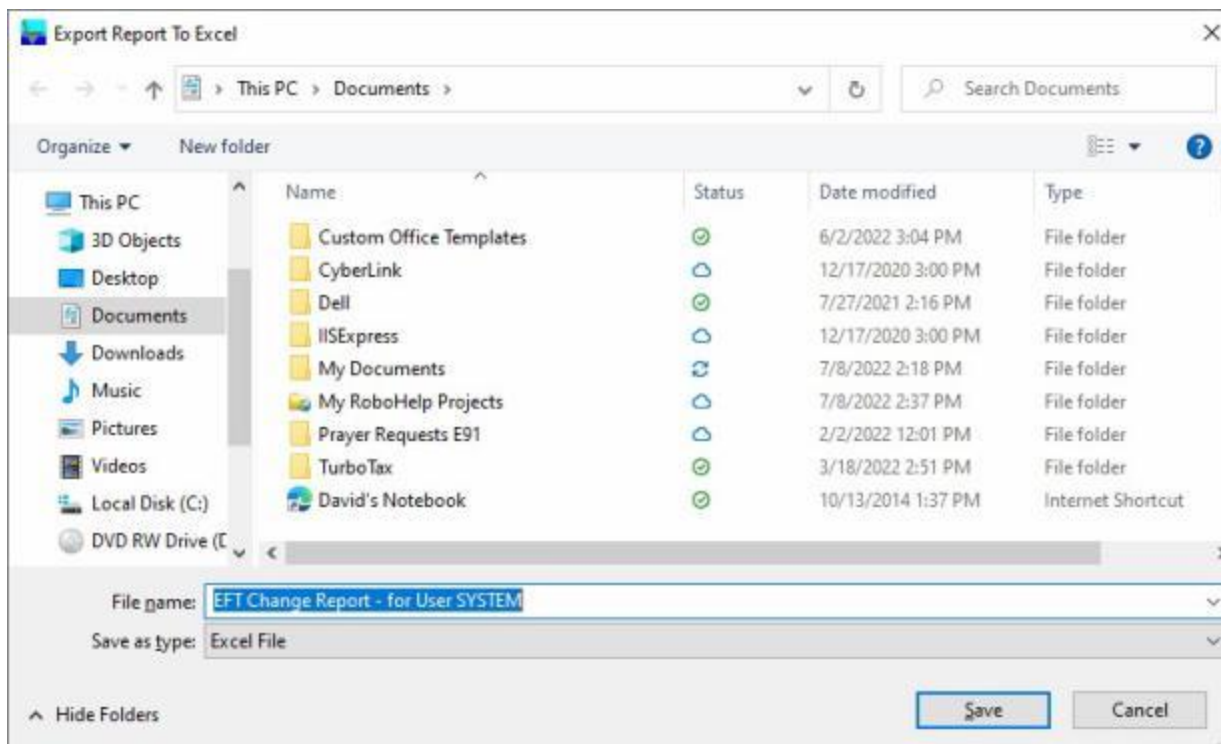 Export Report To Excel
This PC > Documents >
Search Documents
Organize
New folder
Name
Status
Date modified
Type
This PC
3D Objects
Desktop
Documents
Downloads
Music
Pictures
Videos
Local Disk (C:)
DVD RW Drive (D
Custom Office Templates 6/2/2022 3:04 PM File folder
CyberLink 12/17/2020 3:00 PM File folder
Dell 7/27/2021 2:16 PM File folder
IISExpress 12/17/2020 3:00 PM File folder
My Documents 7/8/2022 2:18 PM File folder
My RoboHelp Projects 7/8/2022 2:37 PM File folder
Prayer Requests E91 2/2/2022 12:01 PM File folder
TurboTax 3/18/2022 2:51 PM File folder
David's Notebook 10/13/2014 1:37 PM Internet Shortcut
File name: EFT Change Report - for User SYSTEM
Save as type: Excel File
Hide Folders
Save
Cancel